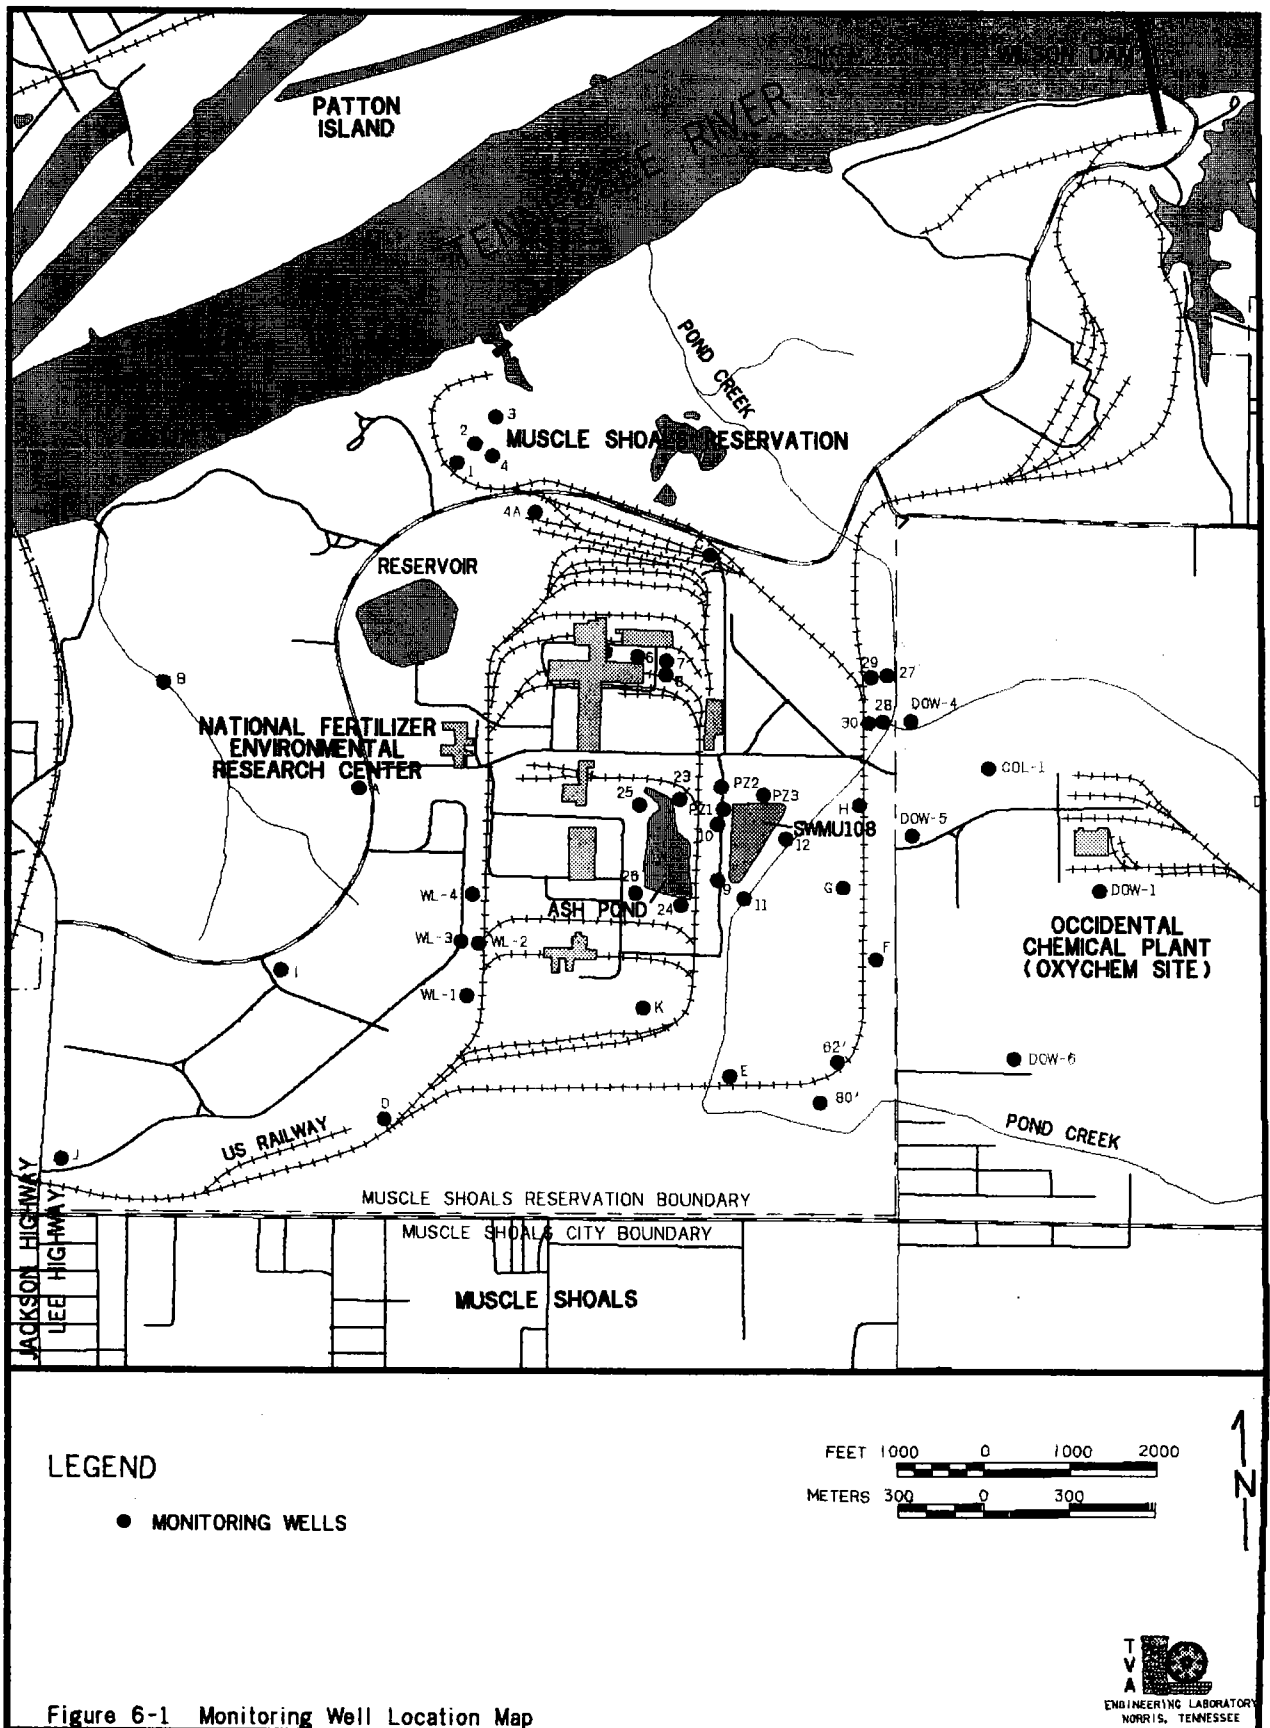 WILSON DAM
PATTON
ISLAND
TENNESSEE RIVER
POND CREEK
3
2
MUSCLE SHOALS RESERVATION
4
1
4A
C
RESERVOIR
6
7
8
29
27
B
28
DOW-4
30
NATIONAL FERTILIZER
ENVIRONMENTAL
RESEARCH CENTER
COL-1
A
23
PZ2
PZ3
25
PZ1
H
10
SWMU108
DOW-5
12
G
26
9
WL-4
DOW-1
ASH POND
24
11
OCCIDENTAL
CHEMICAL PLANT
(OXYCHEM SITE)
WL-3
WL-2
F
I
WL-1
K
82'
DOW-6
E
80'
D
US RAILWAY
POND CREEK
J
JACKSON HIGHWAY
LEE HIGHWAY
MUSCLE SHOALS RESERVATION BOUNDARY
MUSCLE SHOALS CITY BOUNDARY
MUSCLE SHOALS
LEGEND
MONITORING WELLS
FEET 1000 0 1000 2000
METERS 300 0 300
N
TVA
ENGINEERING LABORATORY
NORRIS, TENNESSEE
Figure 6-1 Monitoring Well Location Map